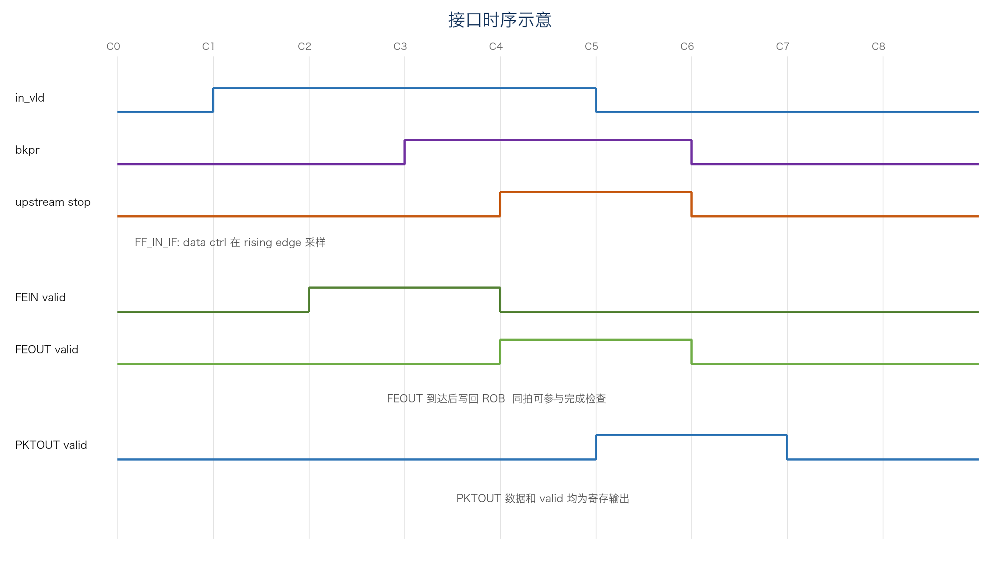 接口时序示意
C0 C1 C2 C3 C4 C5 C6 C7 C8
in_vld
bkpr
upstream stop
FF_IN_IF: data ctrl 在 rising edge 采样
FEIN valid
FEOUT valid
FEOUT 到达后写回 ROB  同拍可参与完成检查
PKTOUT valid
PKTOUT 数据和 valid 均为寄存输出